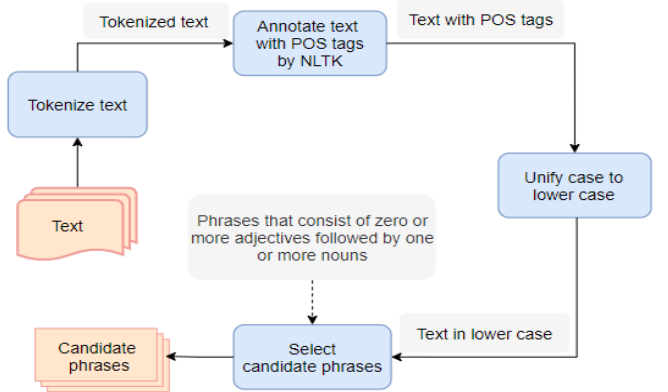 Tokenized text
Annotate text
with POS tags
by NLTK
Text with POS tags
Tokenize text
Unify case to
lower case
Text
Phrases that consist of zero or
more adjectives followed by one
or more nouns
Text in lower case
Select
candidate phrases
Candidate
phrases